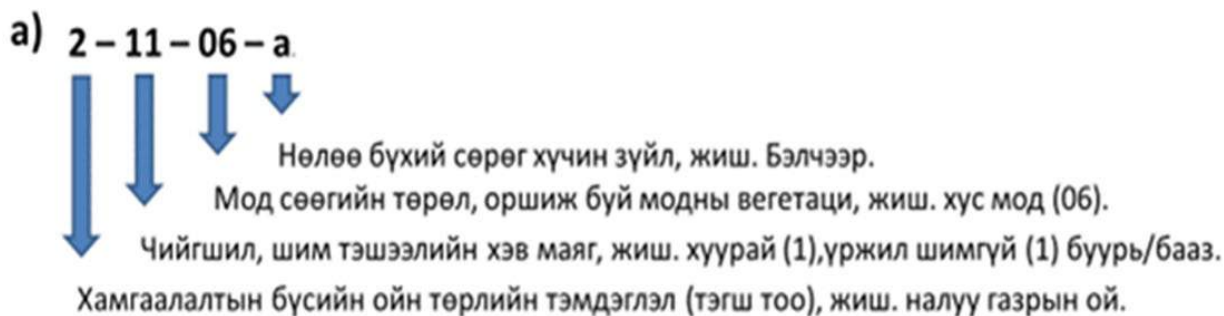 а) 2 – 11 – 06 – а
Нөлөө бүхий сөрөг хүчин зүйл, жиш. Бэлчээр.
Мод сөөгийн төрөл, оршиж буй модны вегетаци, жиш. хус мод (06).
Чийгшил, шим тэшээлийн хэв маяг, жиш. хуурай (1),үржил шимгүй (1) буурь/бааз.
Хамгаалалтын бүсийн ойн төрлийн тэмдэглэл (тэгш тоо), жиш. налуу газрын ой.